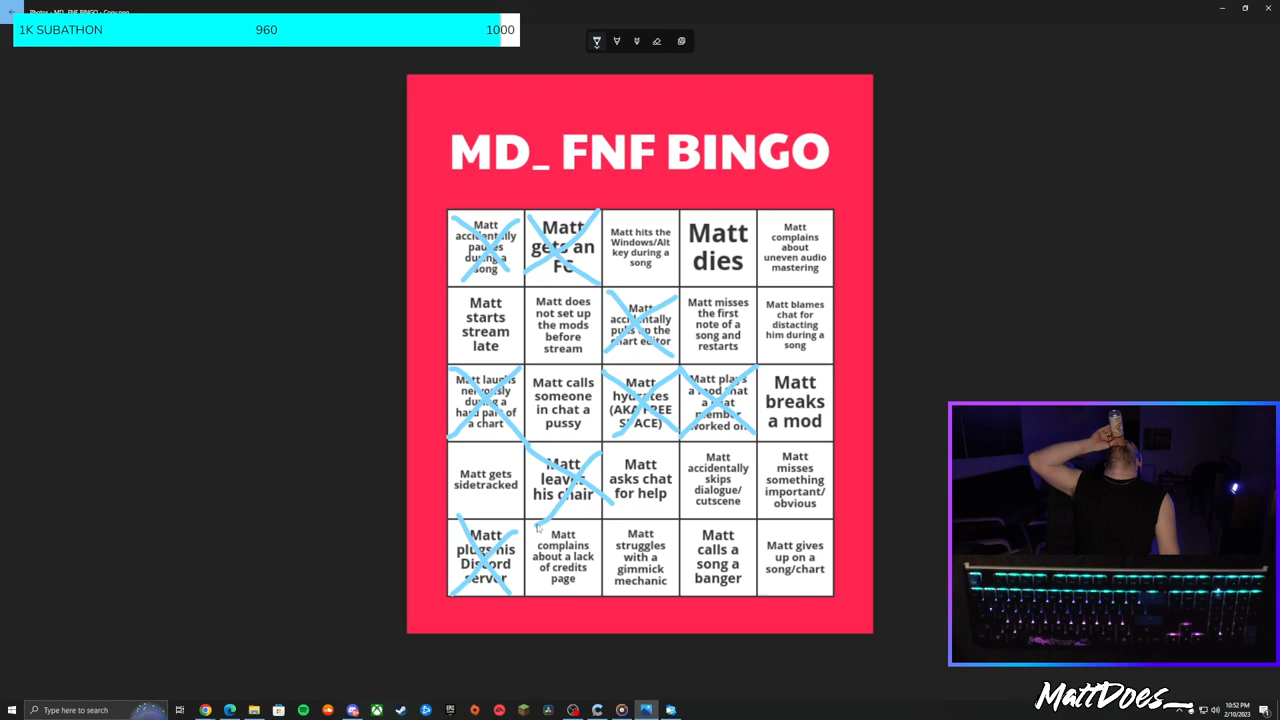 Photos - MD_ FNF BINGO - Copy.png
1K SUBATHON 960 1000
MD_ FNF BINGO
Matt
accidentally
pauses
during a
song
Matt
gets an
FC
Matt hits the
Windows/Alt
key during a
song
Matt
dies
Matt
complains
about
uneven audio
mastering
Matt
starts
stream
late
Matt does
not set up
the mods
before
stream
Matt
accidentally
pulls up the
chart editor
Matt misses
the first
note of a
song and
restarts
Matt blames
chat for
distacting
him during a
song
Matt laughs
nervously
during a
hard part of
a chart
Matt calls
someone
in chat a
pussy
Matt
hydrates
(AKA FREE
SPACE)
Matt plays
a mod that
a chat
member
worked on
Matt
breaks
a mod
Matt gets
sidetracked
Matt
leaves
his chair
Matt
asks chat
for help
Matt
accidentally
skips
dialogue/
cutscene
Matt
misses
something
important/
obvious
Matt
plugs his
Discord
server
Matt
complains
about a lack
of credits
page
Matt
struggles
with a
gimmick
mechanic
Matt
calls a
song a
banger
Matt gives
up on a
song/chart
MattDoes_
Type here to search
10:52 PM
2/10/2023